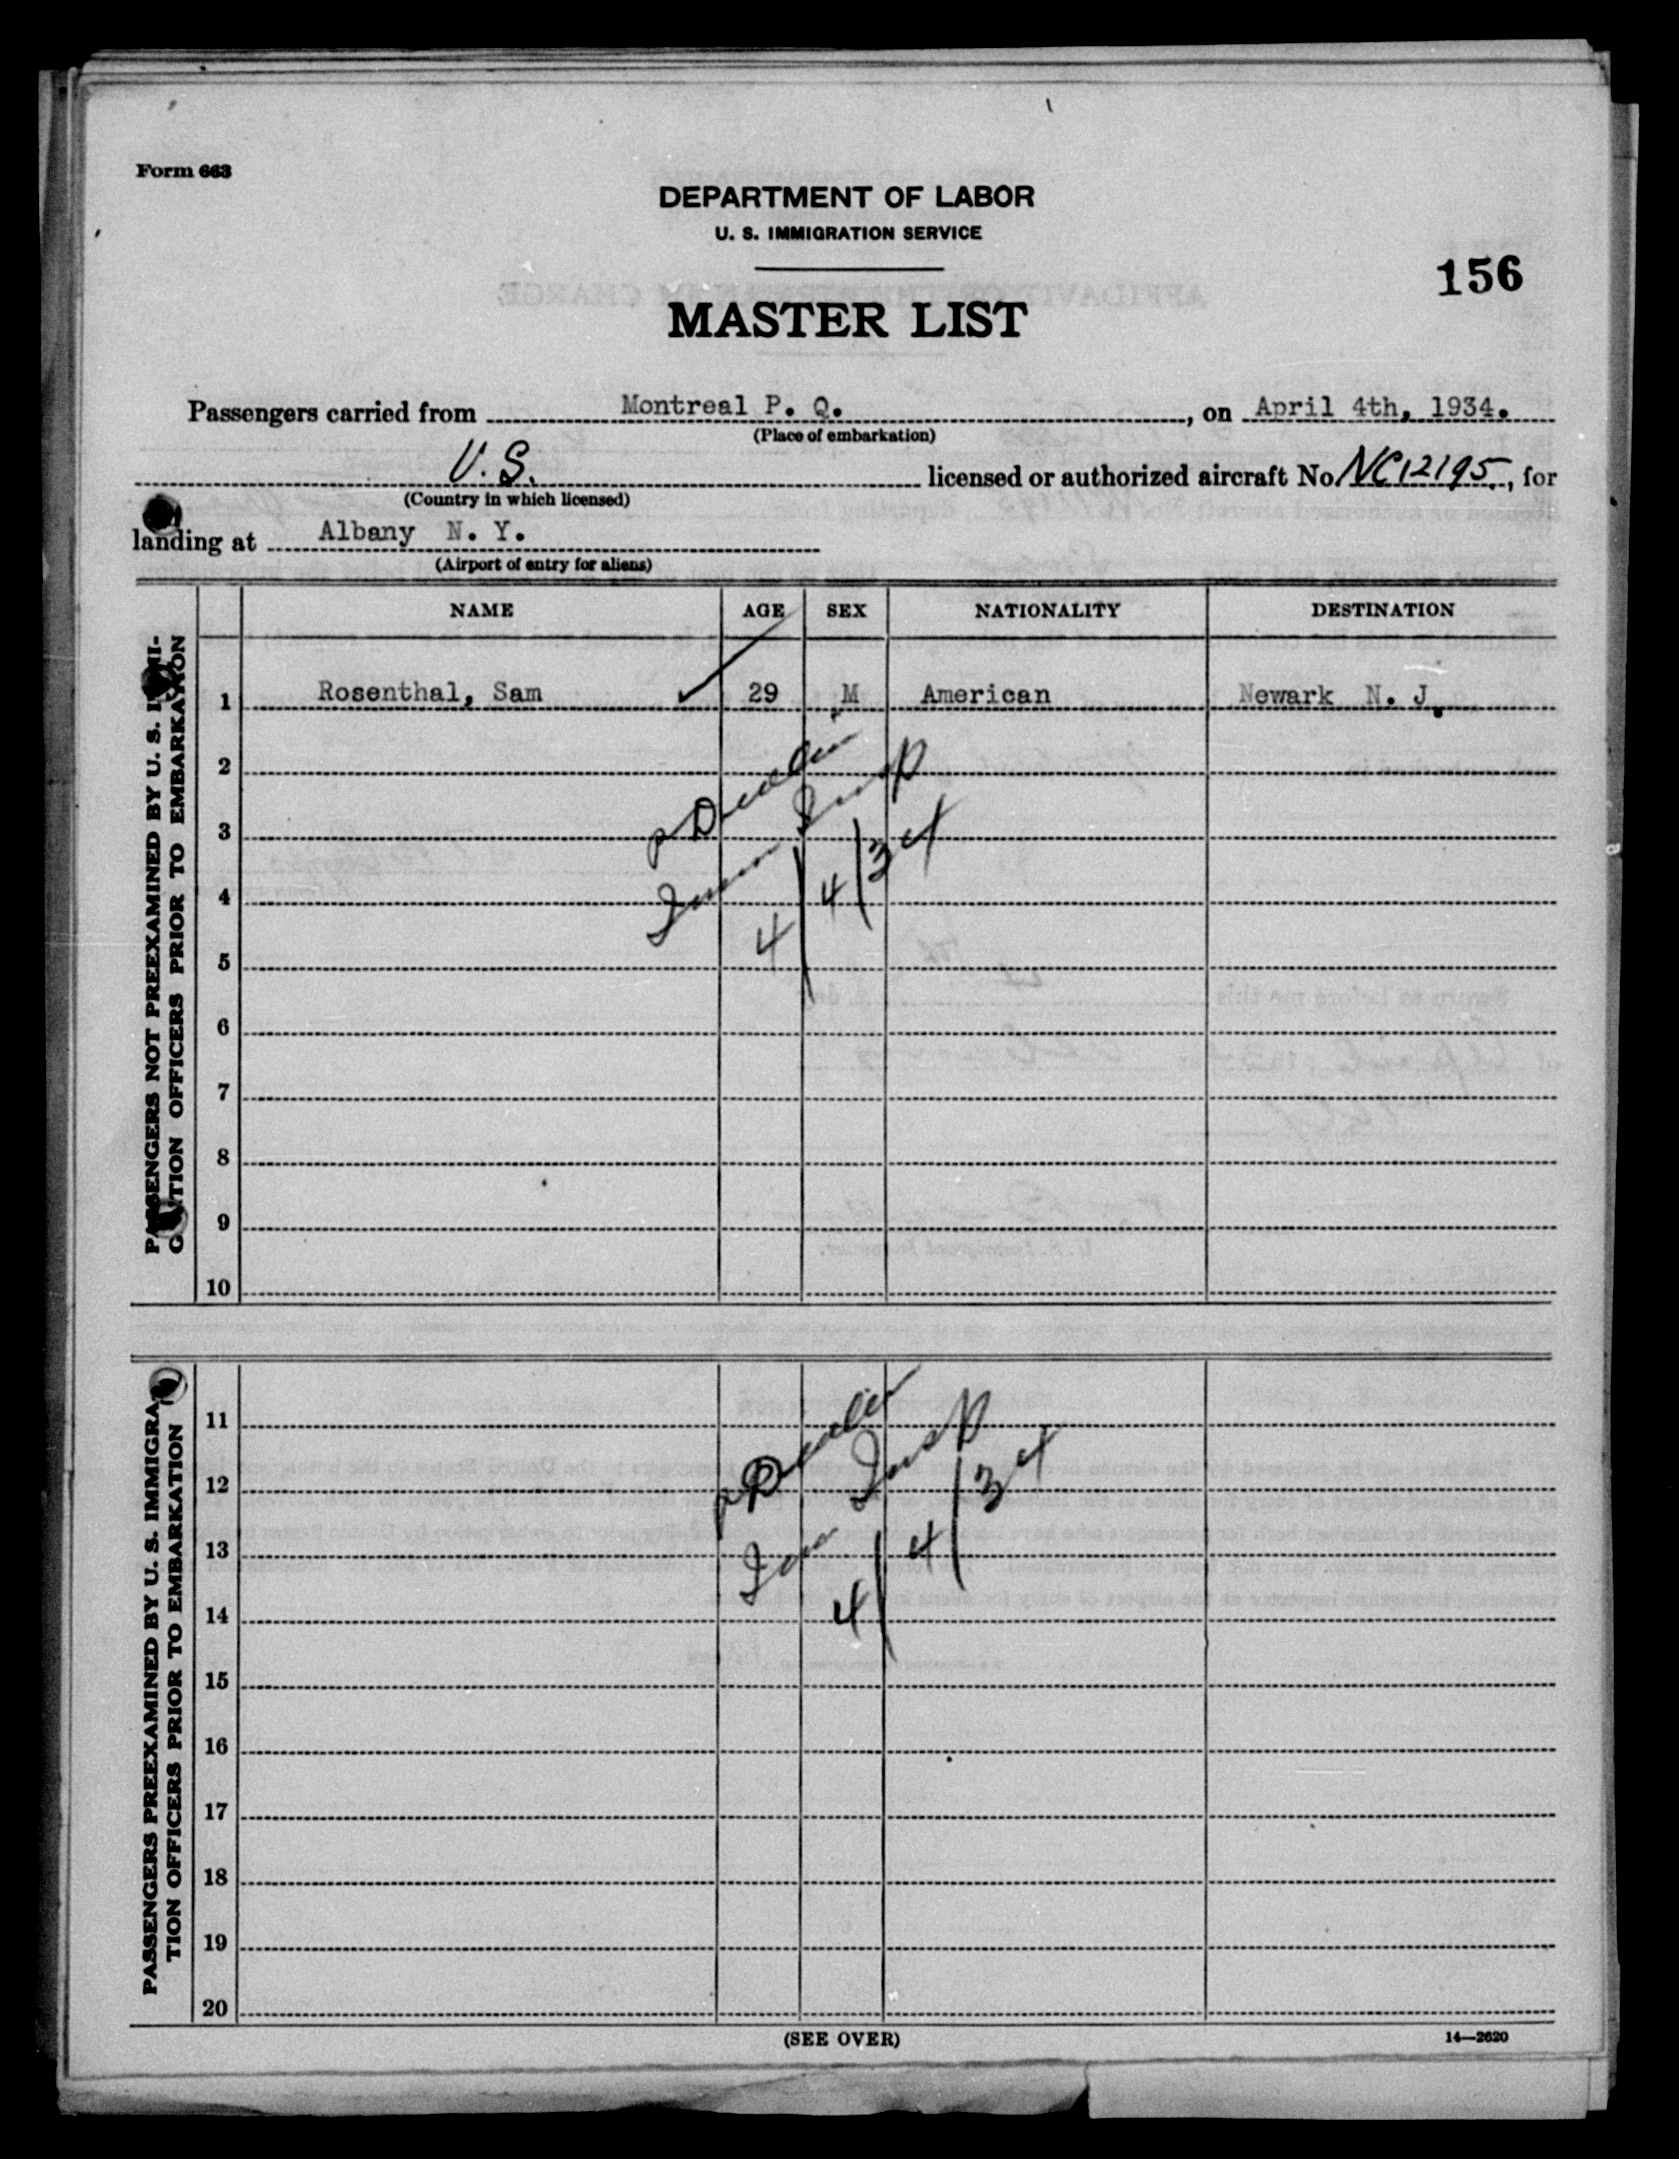 Form 663
DEPARTMENT OF LABOR
U. S. IMMIGRATION SERVICE
156
MASTER LIST
Passengers carried from Montreal P. Q., on April 4th, 1934.
(Place of embarkation)
U. S. licensed or authorized aircraft No. NC12195, for
(Country in which licensed)
landing at Albany N. Y.
(Airport of entry for aliens)
NAME AGE SEX NATIONALITY DESTINATION
PASSENGERS NOT PREEXAMINED BY U. S. IMMI-
GRATION OFFICERS PRIOR TO EMBARKATION
1 Rosenthal, Sam 29 M American Newark N. J.
2
3
4
5
6
7
8
9
10
4/4/34
PASSENGERS PREEXAMINED BY U. S. IMMIGRA-
TION OFFICERS PRIOR TO EMBARKATION
11
12
13
14
15
16
17
18
19
20
4/4/34
(SEE OVER)
14—2620